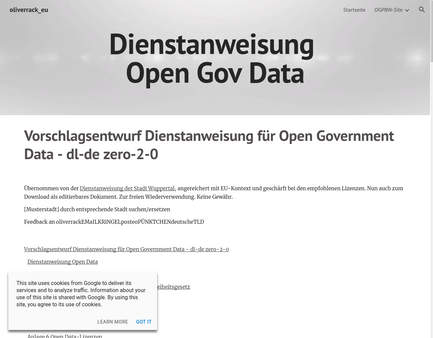 oliverrack_eu
Startseite OGPBW-Site
Dienstanweisung
Open Gov Data
Vorschlagsentwurf Dienstanweisung für Open Government
Data - dl-de zero-2-0
Übernommen von der Dienstanweisung der Stadt Wuppertal, angereichert mit EU-Kontext und geschärft bei den empfohlenen Lizenzen. Nun auch zum
Download als editierbares Dokument. Zur freien Wiederverwendung. Keine Gewähr.
[Musterstadt] durch entsprechende Stadt suchen/ersetzen
Feedback an oliverrackEMaILKRINGELposteoPÜNKTCHENdeutscheTLD
Vorschlagsentwurf Dienstanweisung für Open Government Data - dl-de zero-2-0
Dienstanweisung Open Data
eiheitsgesetz
This site uses cookies from Google to deliver its
services and to analyze traffic. Information about your
use of this site is shared with Google. By using this
site, you agree to its use of cookies.
LEARN MORE GOT IT
Anlage 6 Open Data-Lizenzen